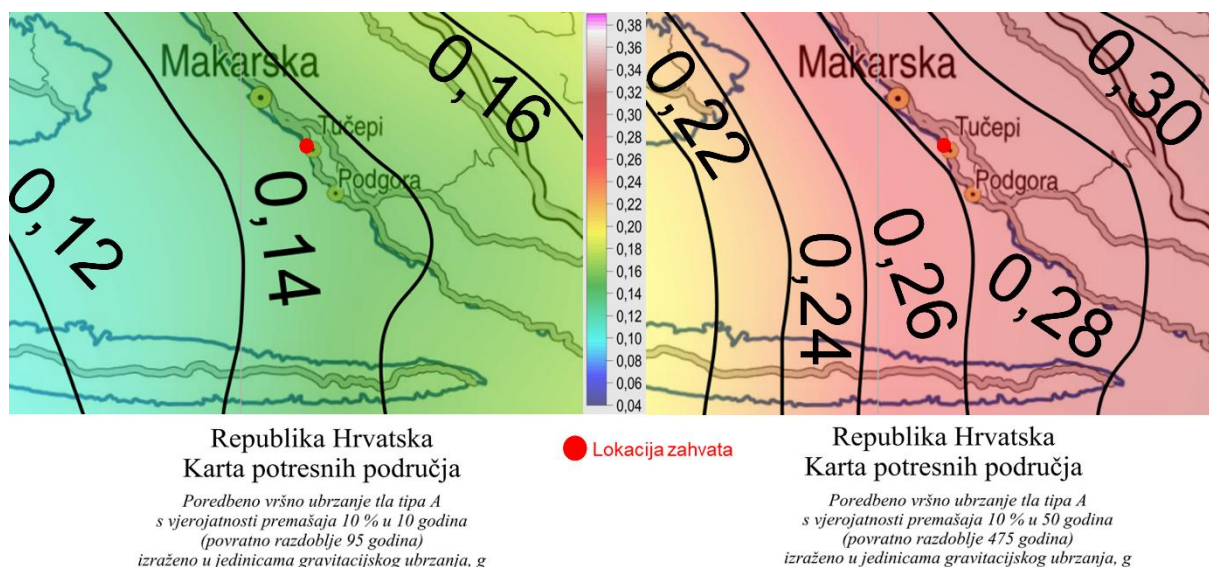 Makarska
Tučepi
Podgora
0,12
0,14
0,16
0,38
0,36
0,34
0,32
0,30
0,28
0,26
0,24
0,22
0,20
0,18
0,16
0,14
0,12
0,10
0,08
0,06
0,04
Makarska
Tučepi
Podgora
0,22
0,24
0,26
0,28
0,30
Republika Hrvatska
Karta potresnih područja
Poredbeno vršno ubrzanje tla tipa A
s vjerojatnosti premašaja 10 % u 10 godina
(povratno razdoblje 95 godina)
izraženo u jedinicama gravitacijskog ubrzanja, g
Lokacija zahvata
Republika Hrvatska
Karta potresnih područja
Poredbeno vršno ubrzanje tla tipa A
s vjerojatnosti premašaja 10 % u 50 godina
(povratno razdoblje 475 godina)
izraženo u jedinicama gravitacijskog ubrzanja, g